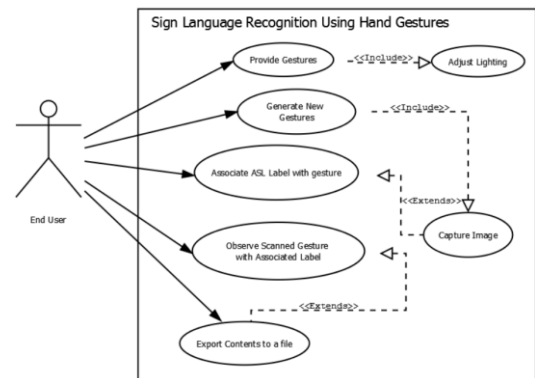 Sign Language Recognition Using Hand Gestures
Provide Gestures
<<Include>>
Adjust Lighting
Generate New
Gestures
<<Include>>
End User
Associate ASL Label with gesture
<<Extends>>
Capture Image
Observe Scanned Gesture
with Associated Label
<<Extends>>
Export Contents to a file